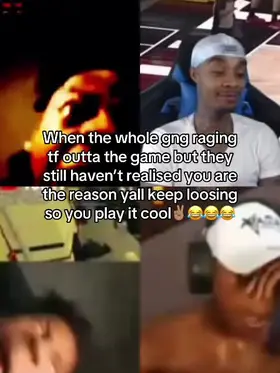 When the whole gng raging
tf outta the game but they
still haven’t realised you are
the reason yall keep loosing
so you play it cool✌🏽😂😂😂